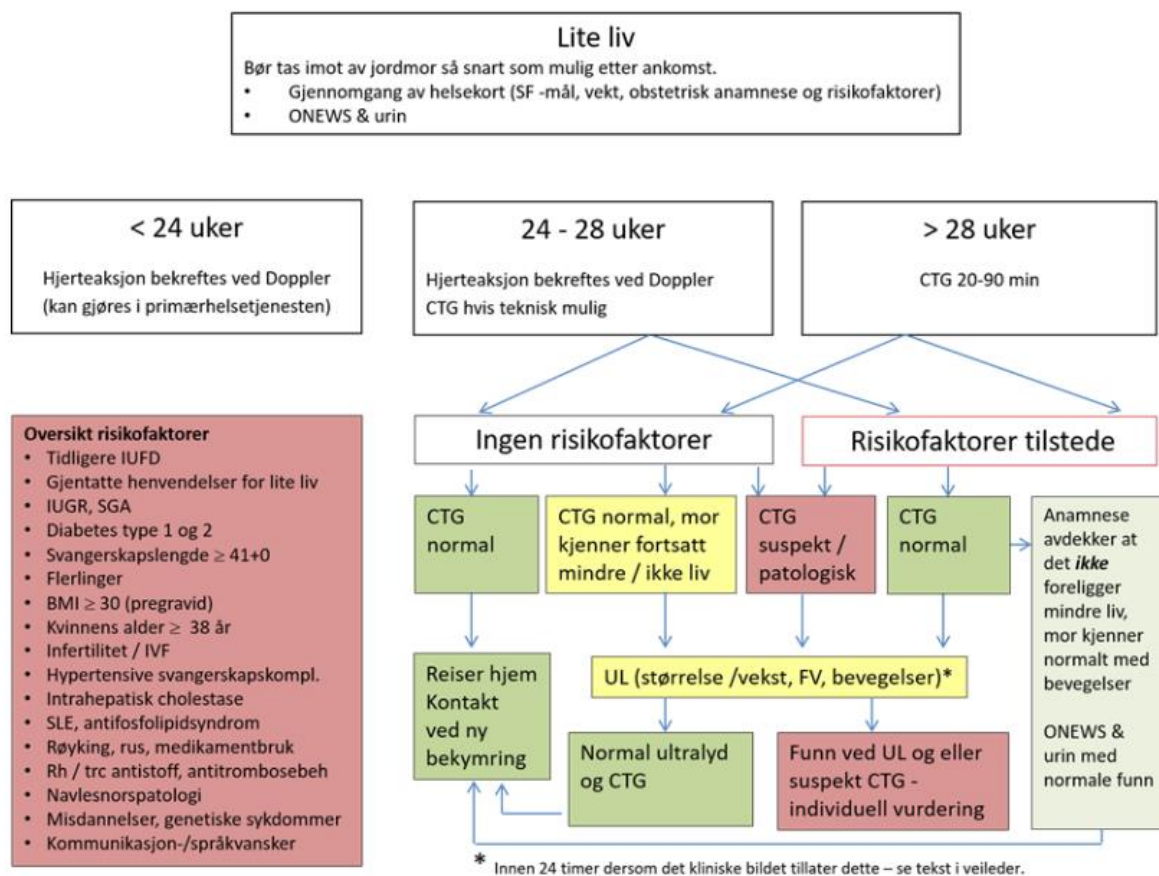 Lite liv
Bør tas imot av jordmor så snart som mulig etter ankomst.
• Gjennomgang av helsekort (SF -mål, vekt, obstetrisk anamnese og risikofaktorer)
• ONEWS & urin
< 24 uker
Hjerteaksjon bekreftes ved Doppler
(kan gjøres i primærhelsetjenesten)
24 - 28 uker
Hjerteaksjon bekreftes ved Doppler
CTG hvis teknisk mulig
> 28 uker
CTG 20-90 min
Oversikt risikofaktorer
• Tidligere IUFD
• Gjentatte henvendelser for lite liv
• IUGR, SGA
• Diabetes type 1 og 2
• Svangerskapslengde ≥ 41+0
• Flerlinger
• BMI ≥ 30 (pregravid)
• Kvinnens alder ≥ 38 år
• Infertilitet / IVF
• Hypertensive svangerskapskompl.
• Intrahepatisk cholestase
• SLE, antifosfolipidsyndrom
• Røyking, rus, medikamentbruk
• Rh / trc antistoff, antitrombosebeh
• Navlesnorspatologi
• Misdannelser, genetiske sykdommer
• Kommunikasjon-/språkvansker
Ingen risikofaktorer
Risikofaktorer tilstede
CTG
normal
CTG normal, mor
kjenner fortsatt
mindre / ikke liv
CTG
suspekt /
patologisk
CTG
normal
Anamnese
avdekker at
det ikke
foreligger
mindre liv,
mor kjenner
normalt med
bevegelser
ONEWS &
urin med
normale funn
Reiser hjem
Kontakt
ved ny
bekymring
UL (størrelse /vekst, FV, bevegelser)*
Normal ultralyd
og CTG
Funn ved UL og eller
suspekt CTG -
individuell vurdering
* Innen 24 timer dersom det kliniske bildet tillater dette – se tekst i veileder.